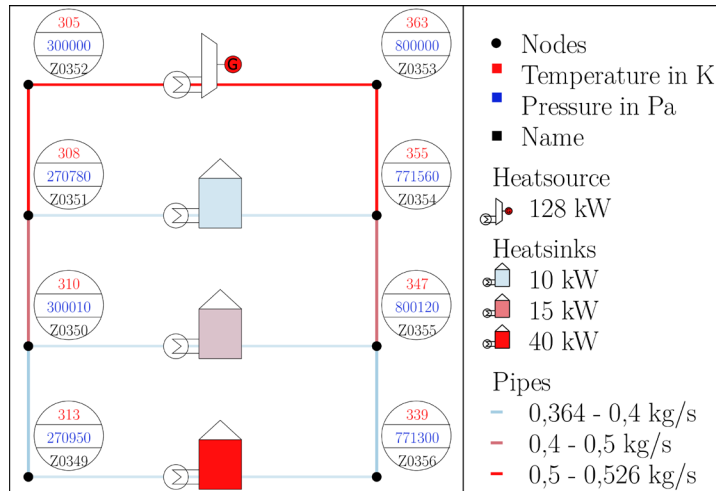 305
300000
Z0352
363
800000
Z0353
G
308
270780
Z0351
355
771560
Z0354
310
300010
Z0350
347
800120
Z0355
313
270950
Z0349
339
771300
Z0356
Nodes
Temperature in K
Pressure in Pa
Name
Heatsource
128 kW
Heatsinks
10 kW
15 kW
40 kW
Pipes
0,364 - 0,4 kg/s
0,4 - 0,5 kg/s
0,5 - 0,526 kg/s